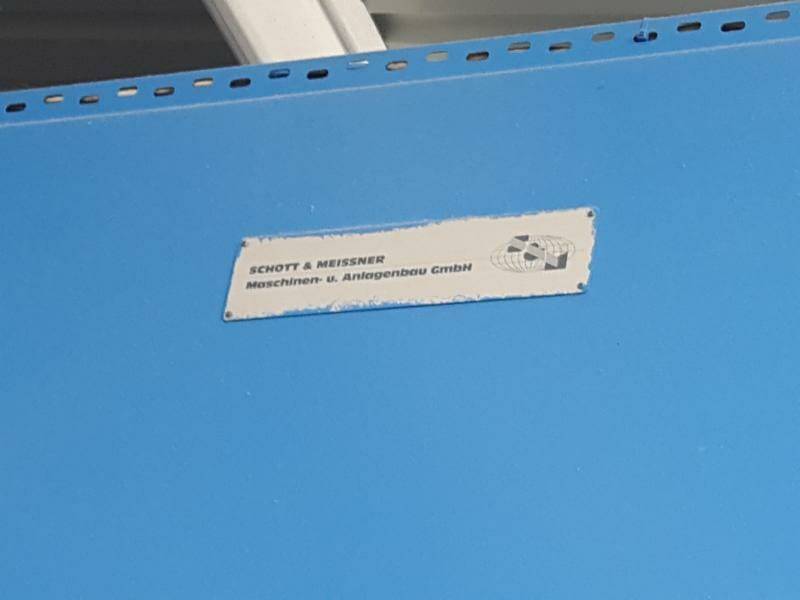 SCHOTT & MEISSNER
Maschinen- u. Anlagenbau GmbH